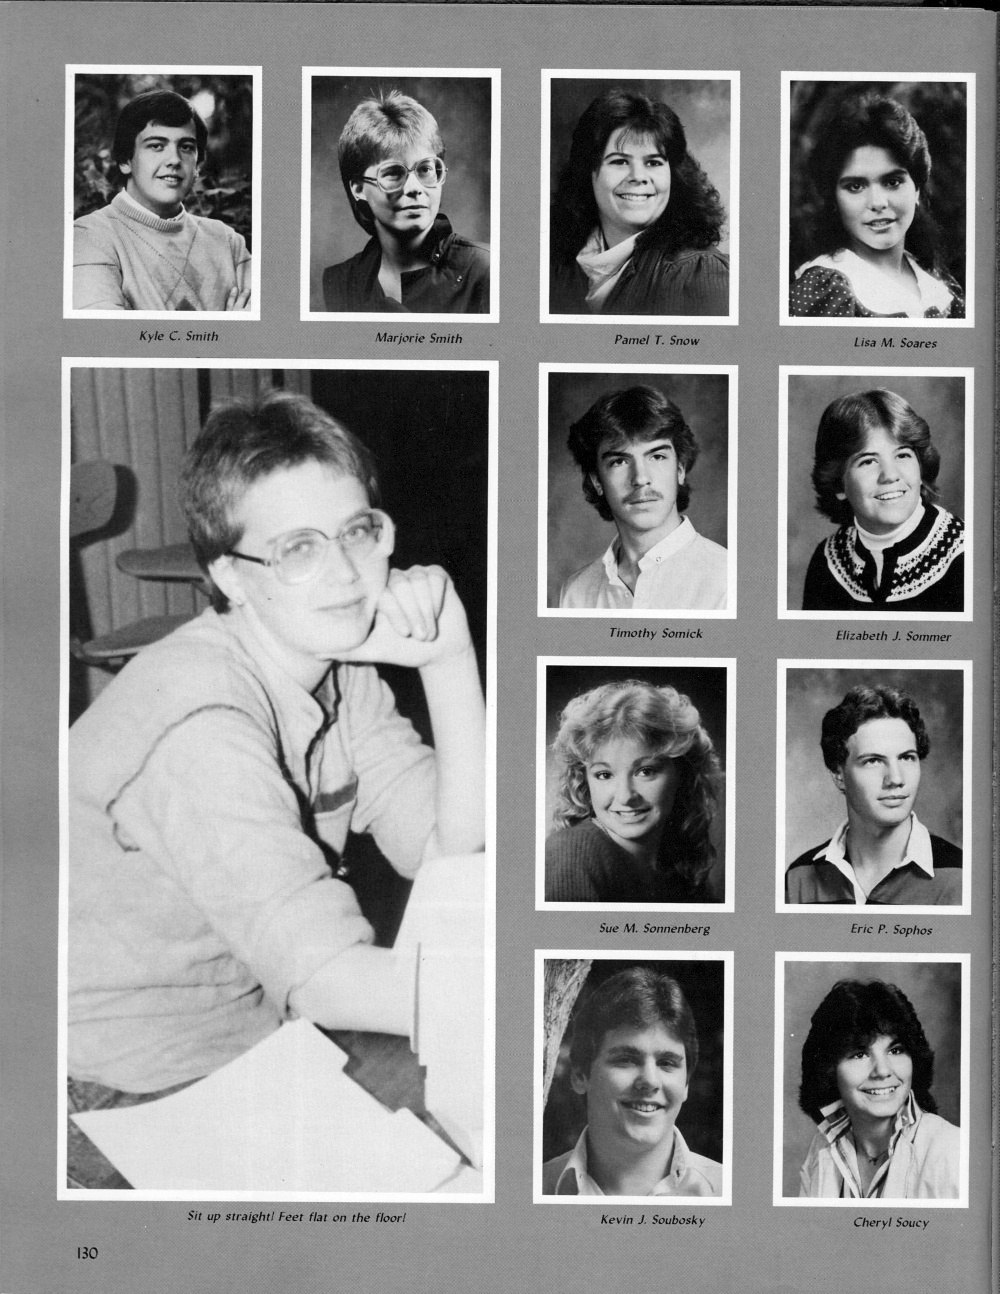 Kyle C. Smith
Marjorie Smith
Pamel T. Snow
Lisa M. Soares
Timothy Somick
Elizabeth J. Sommer
Sue M. Sonnenberg
Eric P. Sophos
Sit up straight! Feet flat on the floor!
Kevin J. Soubosky
Cheryl Soucy
130